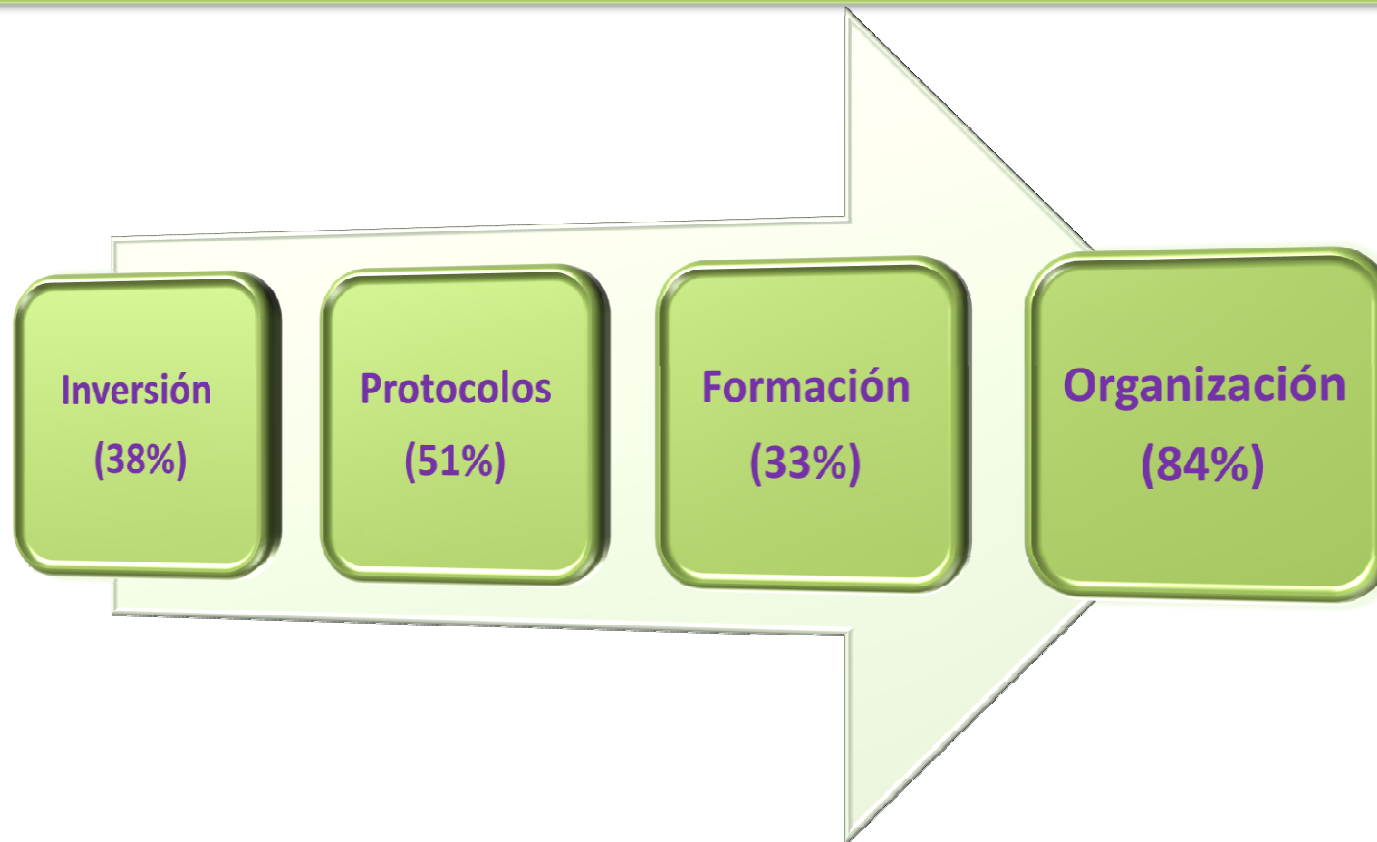 Inversión
(38%)
Protocolos
(51%)
Formación
(33%)
Organización
(84%)